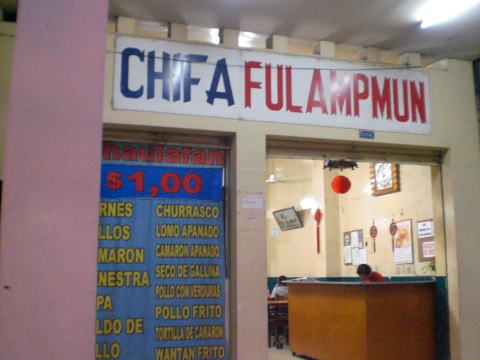 CHIFA FULAMPMUN
haulafan
$1,00
RNES
LLOS
MARON
NESTRA
PA
LDO DE
LLO
CHURRASCO
LOMO APANADO
CAMARON APANADO
SECO DE GALLINA
POLLO CON VERDURAS
POLLO FRITO
TORTILLA DE CAMARON
WANTAN FRITO